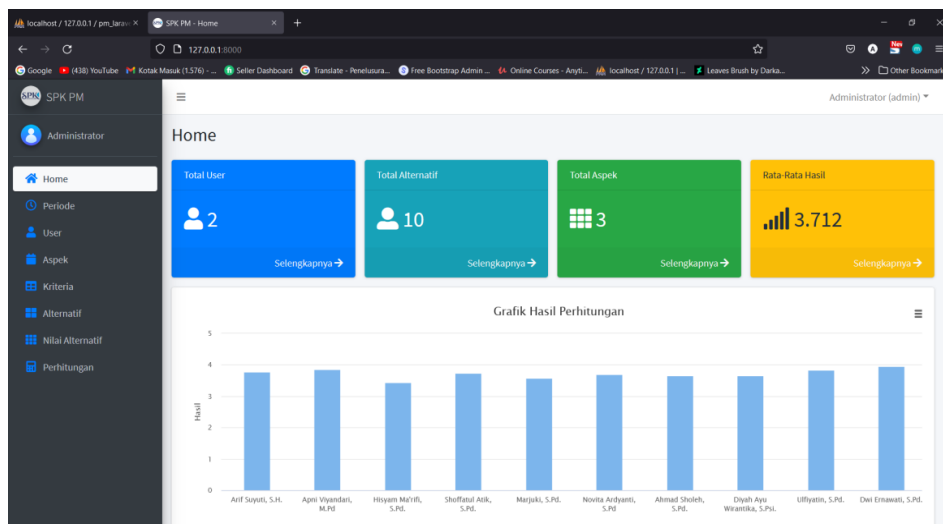 localhost / 127.0.0.1 / pm_larav
SPK PM - Home
127.0.0.1:8000
Google
(438) YouTube
Kotak Masuk (1.576) - ...
Seller Dashboard
Translate - Penelusura...
Free Bootstrap Admin ...
Online Courses - Anyti...
localhost / 127.0.0.1 | ...
Leaves Brush by Darka...
Other Bookmark
New
SPK PM
Administrator (admin)
Administrator
Home
Periode
User
Aspek
Kriteria
Alternatif
Nilai Alternatif
Perhitungan
Home
Total User
2
Selengkapnya
Total Alternatif
10
Selengkapnya
Total Aspek
3
Selengkapnya
Rata-Rata Hasil
3.712
Selengkapnya
Grafik Hasil Perhitungan
Hasil
5
4
3
2
1
0
Arif Suyuti, S.H.
Apni Viyandari,
M.Pd
Hisyam Ma'rifi,
S.Pd.
Shoffatul Atik,
S.Pd.
Marjuki, S.Pd.
Novita Ardyanti,
S.Pd
Ahmad Sholeh,
S.Pd.
Diyah Ayu
Wirantika, S.Psi.
Ulfiyatin, S.Pd.
Dwi Ernawati, S.Pd.